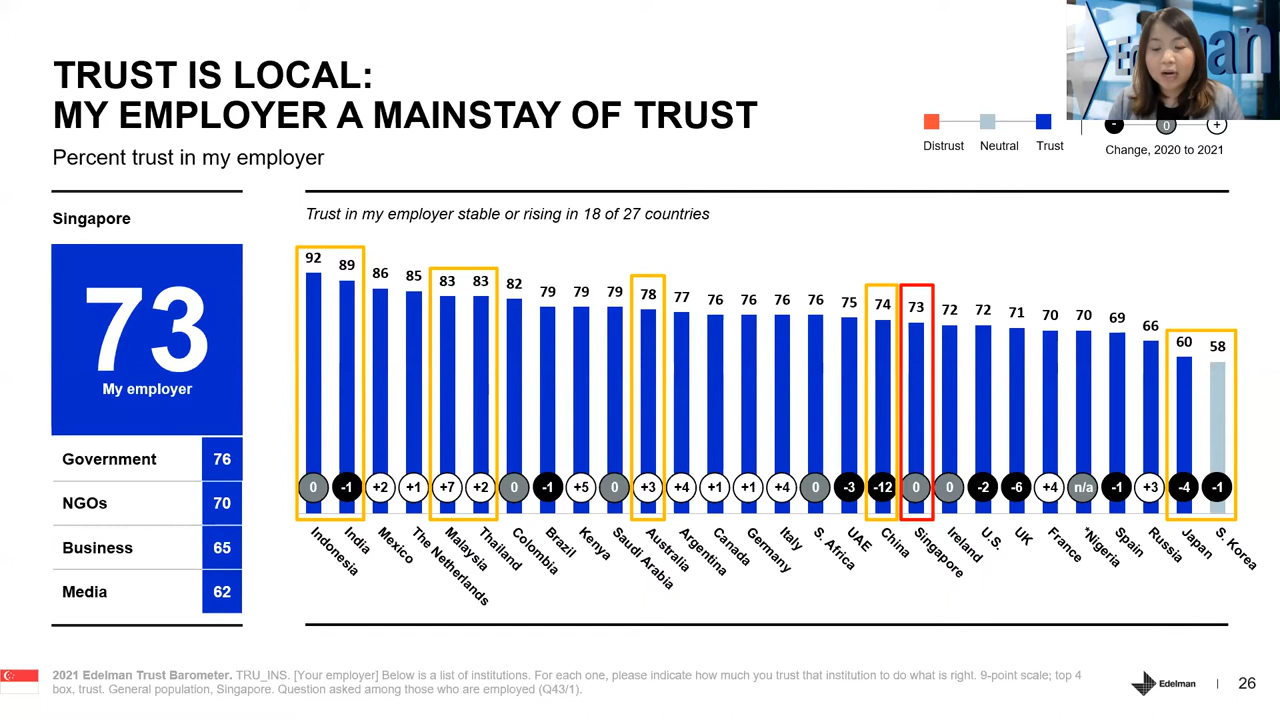 TRUST IS LOCAL:
MY EMPLOYER A MAINSTAY OF TRUST
Percent trust in my employer
Distrust Neutral Trust
- 0 +
Change, 2020 to 2021
Singapore
73
My employer
Government 76
NGOs 70
Business 65
Media 62
Trust in my employer stable or rising in 18 of 27 countries
92 89 86 85 83 83 82 79 79 79 78 77 76 76 76 76 75 74 73 72 72 71 70 70 69 66 60 58
0 -1 +2 +1 +7 +2 0 -1 +5 0 +3 +4 +1 +1 +4 0 -3 -12 0 0 -2 -6 +4 n/a -1 +3 -4 -1
Indonesia India Mexico The Netherlands Malaysia Thailand Colombia Brazil Kenya Saudi Arabia Australia Argentina Canada Germany Italy S. Africa UAE China Singapore Ireland U.S. UK France *Nigeria Spain Russia Japan S. Korea
2021 Edelman Trust Barometer. TRU_INS. [Your employer] Below is a list of institutions. For each one, please indicate how much you trust that institution to do what is right. 9-point scale; top 4
box, trust. General population, Singapore. Question asked among those who are employed (Q43/1).
Edelman | 26